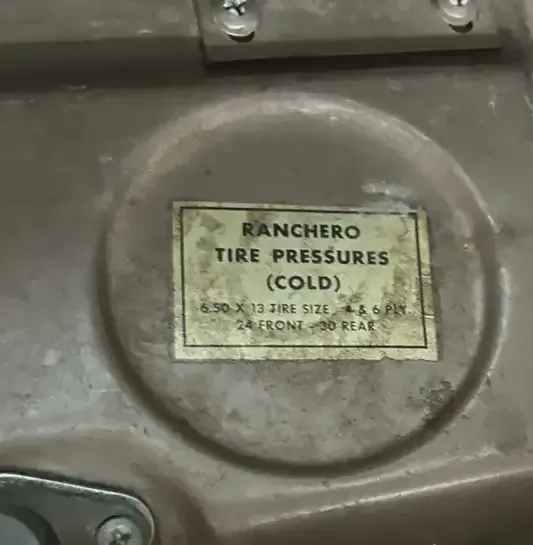 RANCHERO
TIRE PRESSURES
(COLD)
6.50 X 13 TIRE SIZE 4 & 6 PLY
24 FRONT - 30 REAR